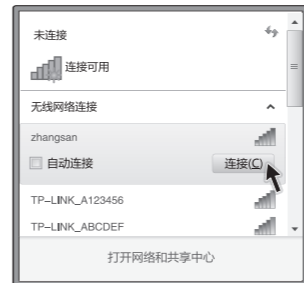 未连接
连接可用
无线网络连接
zhangsan
自动连接
连接(C)
TP-LINK_A123456
TP-LINK_ABCDEF
打开网络和共享中心